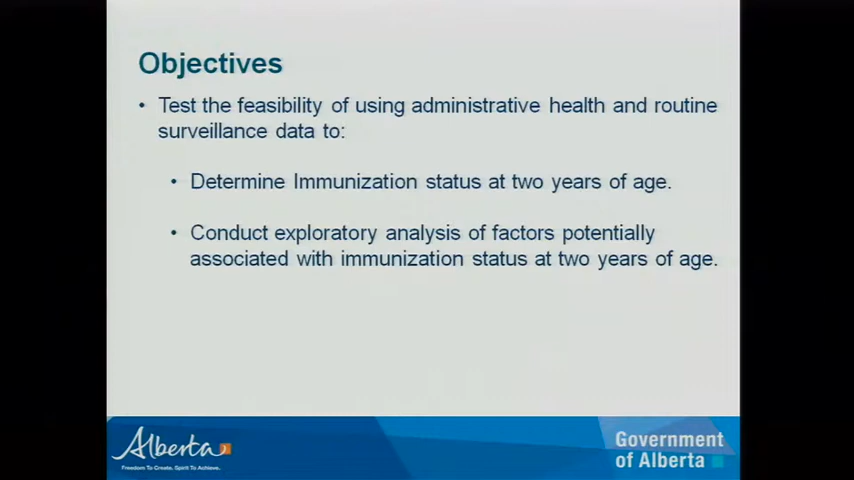 Objectives
• Test the feasibility of using administrative health and routine
surveillance data to:
• Determine Immunization status at two years of age.
• Conduct exploratory analysis of factors potentially
associated with immunization status at two years of age.
Alberta
Freedom To Create. Spirit To Achieve.
Government
of Alberta